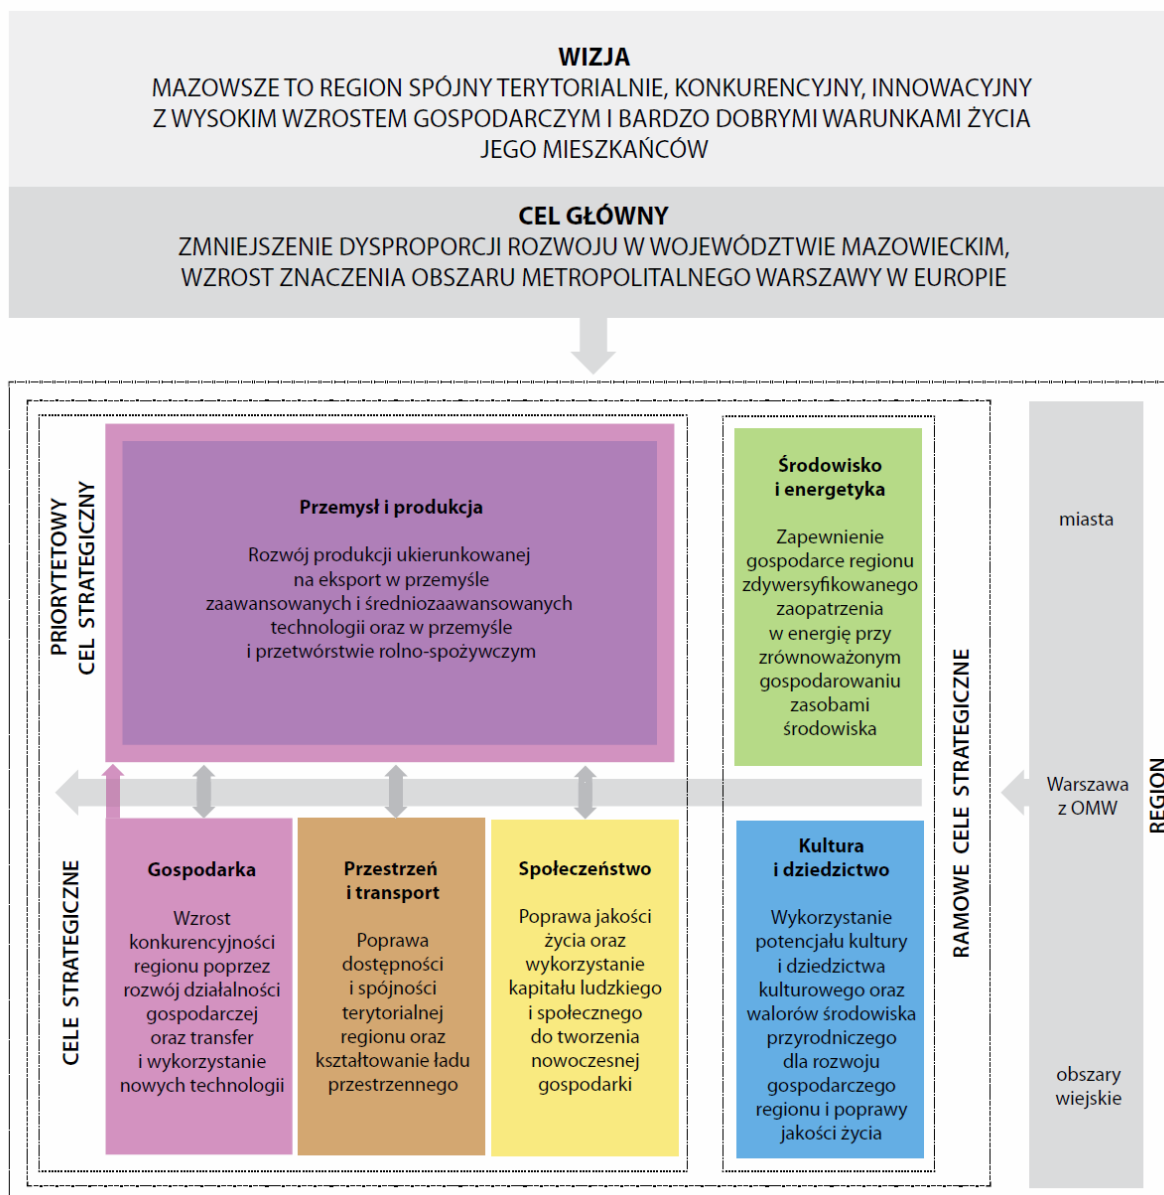 WIZJA
MAZOWSZE TO REGION SPÓJNY TERYTORIALNIE, KONKURENCYJNY, INNOWACYJNY
Z WYSOKIM WZROSTEM GOSPODARCZYM I BARDZO DOBRYMI WARUNKAMI ŻYCIA
JEGO MIESZKAŃCÓW
CEL GŁÓWNY
ZMNIEJSZENIE DYSPROPORCJI ROZWOJU W WOJEWÓDZTWIE MAZOWIECKIM,
WZROST ZNACZENIA OBSZARU METROPOLITALNEGO WARSZAWY W EUROPIE
PRIORYTETOWY
CEL STRATEGICZNY
Przemysł i produkcja
Rozwój produkcji ukierunkowanej
na eksport w przemyśle
zaawansowanych i średniozaawansowanych
technologii oraz w przemyśle
i przetwórstwie rolno-spożywczym
Środowisko
i energetyka
Zapewnienie
gospodarce regionu
zdywersyfikowanego
zaopatrzenia
w energię przy
zrównoważonym
gospodarowaniu
zasobami
środowiska
CELE STRATEGICZNE
Gospodarka
Wzrost
konkurencyjności
regionu poprzez
rozwój działalności
gospodarczej
oraz transfer
i wykorzystanie
nowych technologii
Przestrzeń
i transport
Poprawa
dostępności
i spójności
terytorialnej
regionu oraz
kształtowanie ładu
przestrzennego
Społeczeństwo
Poprawa jakości
życia oraz
wykorzystanie
kapitału ludzkiego
i społecznego
do tworzenia
nowoczesnej
gospodarki
Kultura
i dziedzictwo
Wykorzystanie
potencjału kultury
i dziedzictwa
kulturowego oraz
walorów środowiska
przyrodniczego
dla rozwoju
gospodarczego
regionu i poprawy
jakości życia
RAMOWE CELE STRATEGICZNE
miasta
Warszawa
z OMW
obszary
wiejskie
REGION